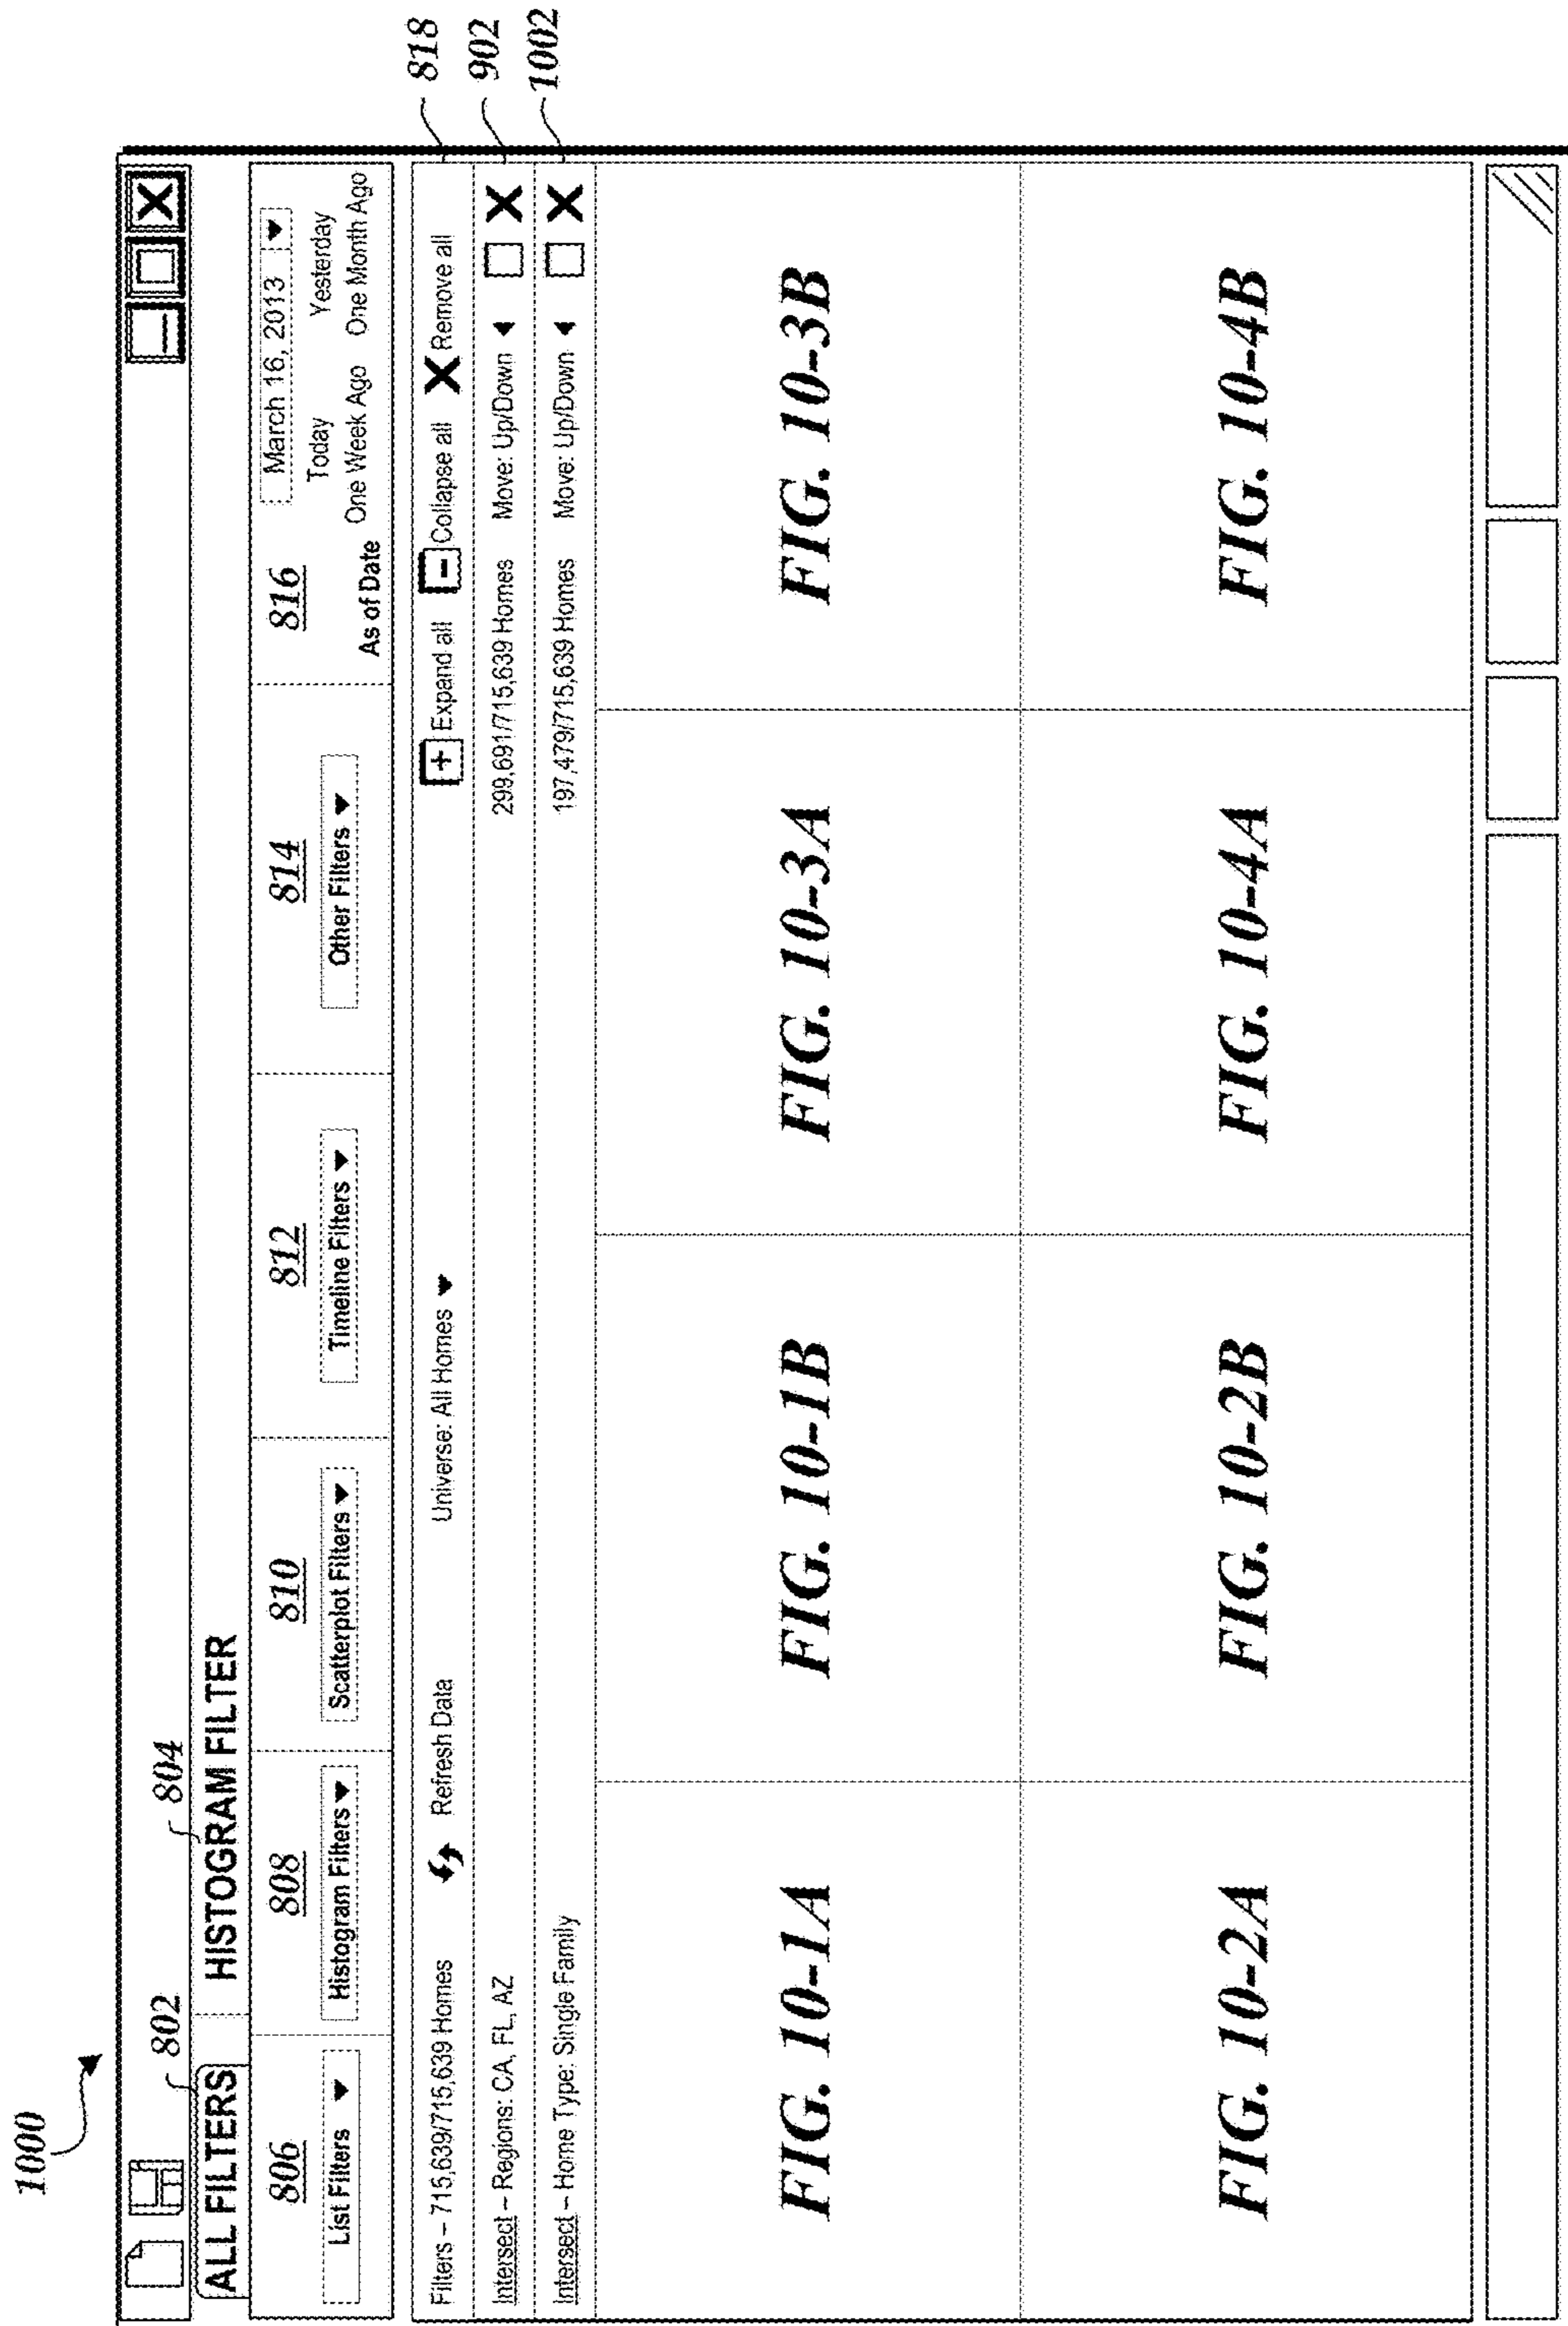 1000
802
804
ALL FILTERS
HISTOGRAM FILTER
806
808
810
812
814
816
List Filters
Histogram Filters
Scatterplot Filters
Timeline Filters
Other Filters
March 16, 2013
Today Yesterday
As of Date One Week Ago One Month Ago
Filters – 715,639/715,639 Homes Refresh Data Universe: All Homes + Expand all – Collapse all X Remove all
818
Intersect – Regions: CA, FL, AZ 299,691/715,639 Homes Move: Up/Down X
902
Intersect – Home Type: Single Family 197,479/715,639 Homes Move: Up/Down X
1002
FIG. 10-1A
FIG. 10-1B
FIG. 10-3A
FIG. 10-3B
FIG. 10-2A
FIG. 10-2B
FIG. 10-4A
FIG. 10-4B